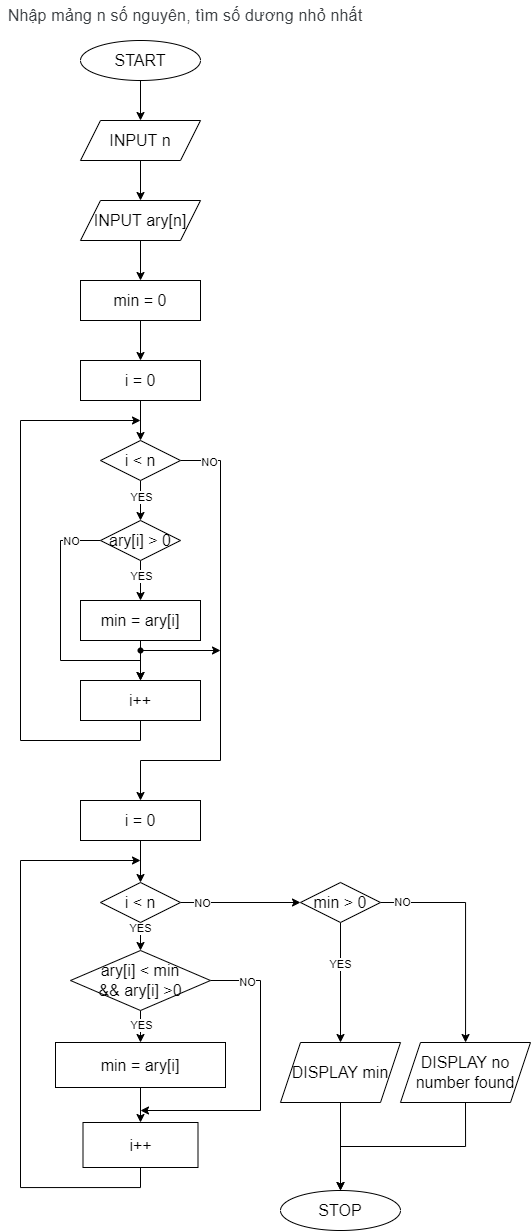 Nhập mảng n số nguyên, tìm số dương nhỏ nhất
START
INPUT n
INPUT ary[n]
min = 0
i = 0
i < n
NO
YES
ary[i] > 0
NO
YES
min = ary[i]
i++
i = 0
i < n
NO
YES
min > 0
NO
YES
ary[i] < min
&& ary[i] >0
NO
YES
min = ary[i]
DISPLAY min
DISPLAY no
number found
i++
STOP